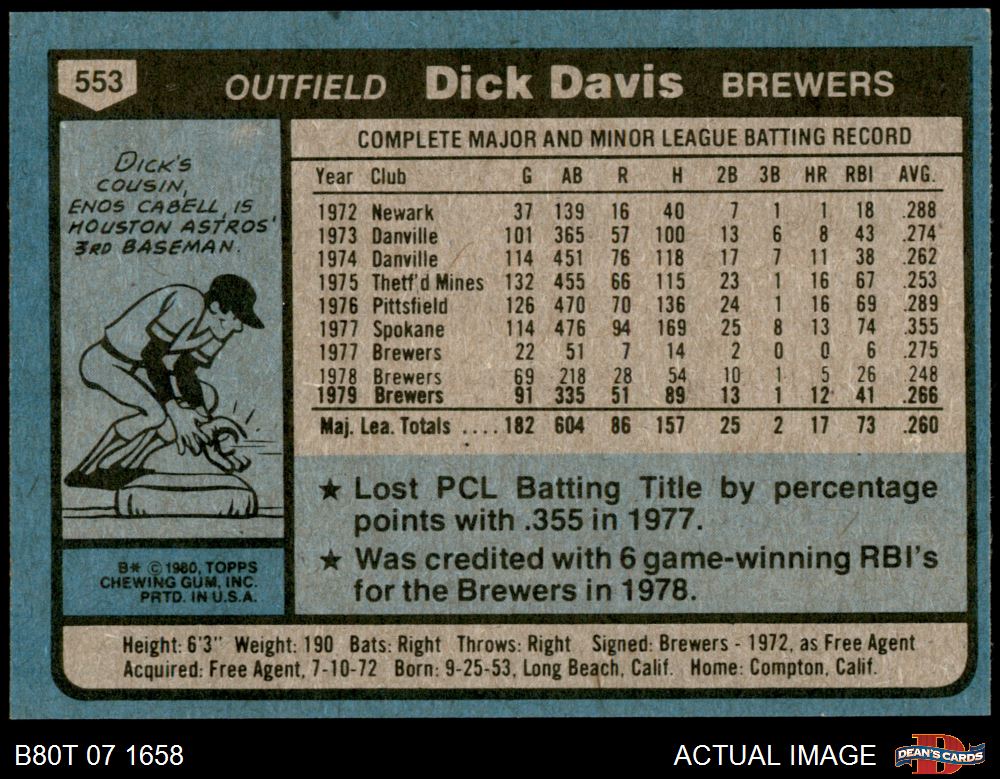 553 OUTFIELD Dick Davis BREWERS
DICK'S
COUSIN,
ENOS CABELL, IS
HOUSTON ASTROS'
3RD BASEMAN.
COMPLETE MAJOR AND MINOR LEAGUE BATTING RECORD
Year Club G AB R H 2B 3B HR RBI AVG.
1972 Newark 37 139 16 40 7 1 1 18 .288
1973 Danville 101 365 57 100 13 6 8 43 .274
1974 Danville 114 451 76 118 17 7 11 38 .262
1975 Thetf'd Mines 132 455 66 115 23 1 16 67 .253
1976 Pittsfield 126 470 70 136 24 1 16 69 .289
1977 Spokane 114 476 94 169 25 8 13 74 .355
1977 Brewers 22 51 7 14 2 0 0 6 .275
1978 Brewers 69 218 28 54 10 1 5 26 .248
1979 Brewers 91 335 51 89 13 1 12 41 .266
Maj. Lea. Totals .... 182 604 86 157 25 2 17 73 .260
★ Lost PCL Batting Title by percentage
points with .355 in 1977.
★ Was credited with 6 game-winning RBI's
for the Brewers in 1978.
B* © 1980, TOPPS
CHEWING GUM, INC.
PRTD. IN U.S.A.
Height: 6'3" Weight: 190 Bats: Right Throws: Right Signed: Brewers - 1972, as Free Agent
Acquired: Free Agent, 7-10-72 Born: 9-25-53, Long Beach, Calif. Home: Compton, Calif.
B80T 07 1658
ACTUAL IMAGE
D
DEAN'S CARDS